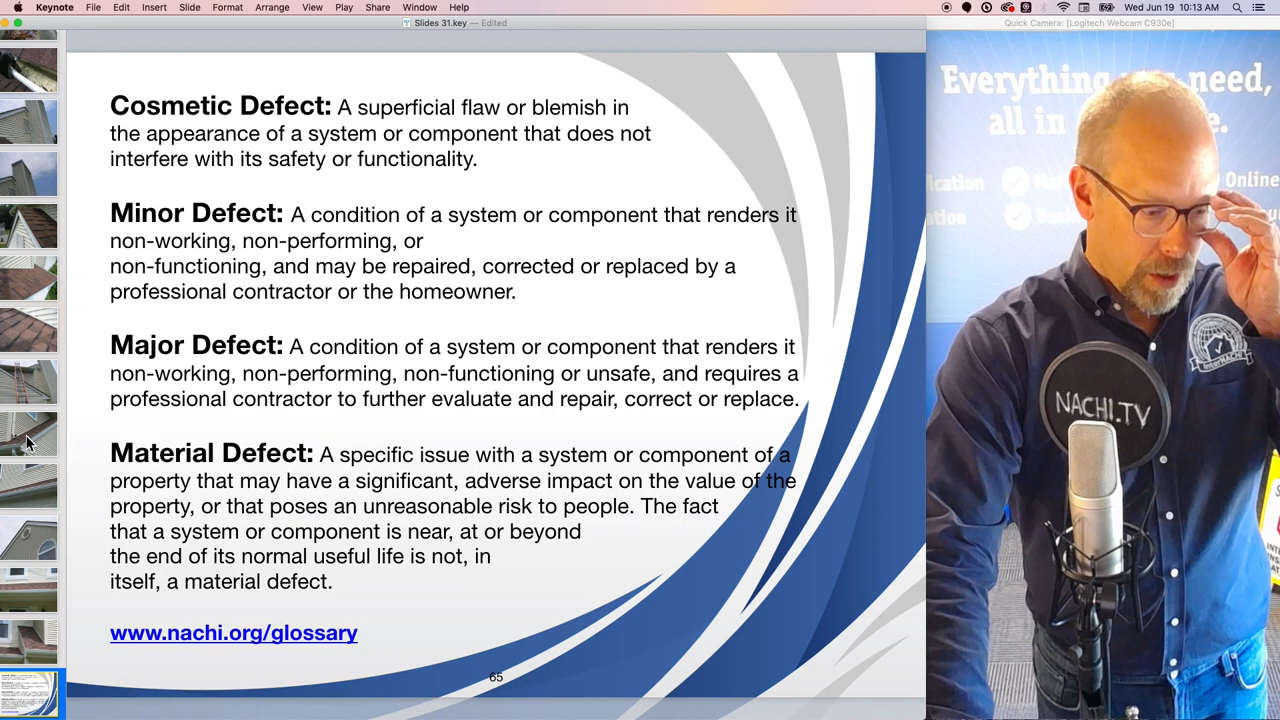 Keynote File Edit Insert Slide Format Arrange View Play Share Window Help
Wed Jun 19 10:13 AM
Slides 31.key — Edited
Quick Camera: [Logitech Webcam C930e]
Cosmetic Defect: A superficial flaw or blemish in
the appearance of a system or component that does not
interfere with its safety or functionality.
Minor Defect: A condition of a system or component that renders it
non-working, non-performing, or
non-functioning, and may be repaired, corrected or replaced by a
professional contractor or the homeowner.
Major Defect: A condition of a system or component that renders it
non-working, non-performing, non-functioning or unsafe, and requires a
professional contractor to further evaluate and repair, correct or replace.
Material Defect: A specific issue with a system or component of a
property that may have a significant, adverse impact on the value of the
property, or that poses an unreasonable risk to people. The fact
that a system or component is near, at or beyond
the end of its normal useful life is not, in
itself, a material defect.
www.nachi.org/glossary
65
Everything need,
all in
Online
NACHI.TV
InterNACHI